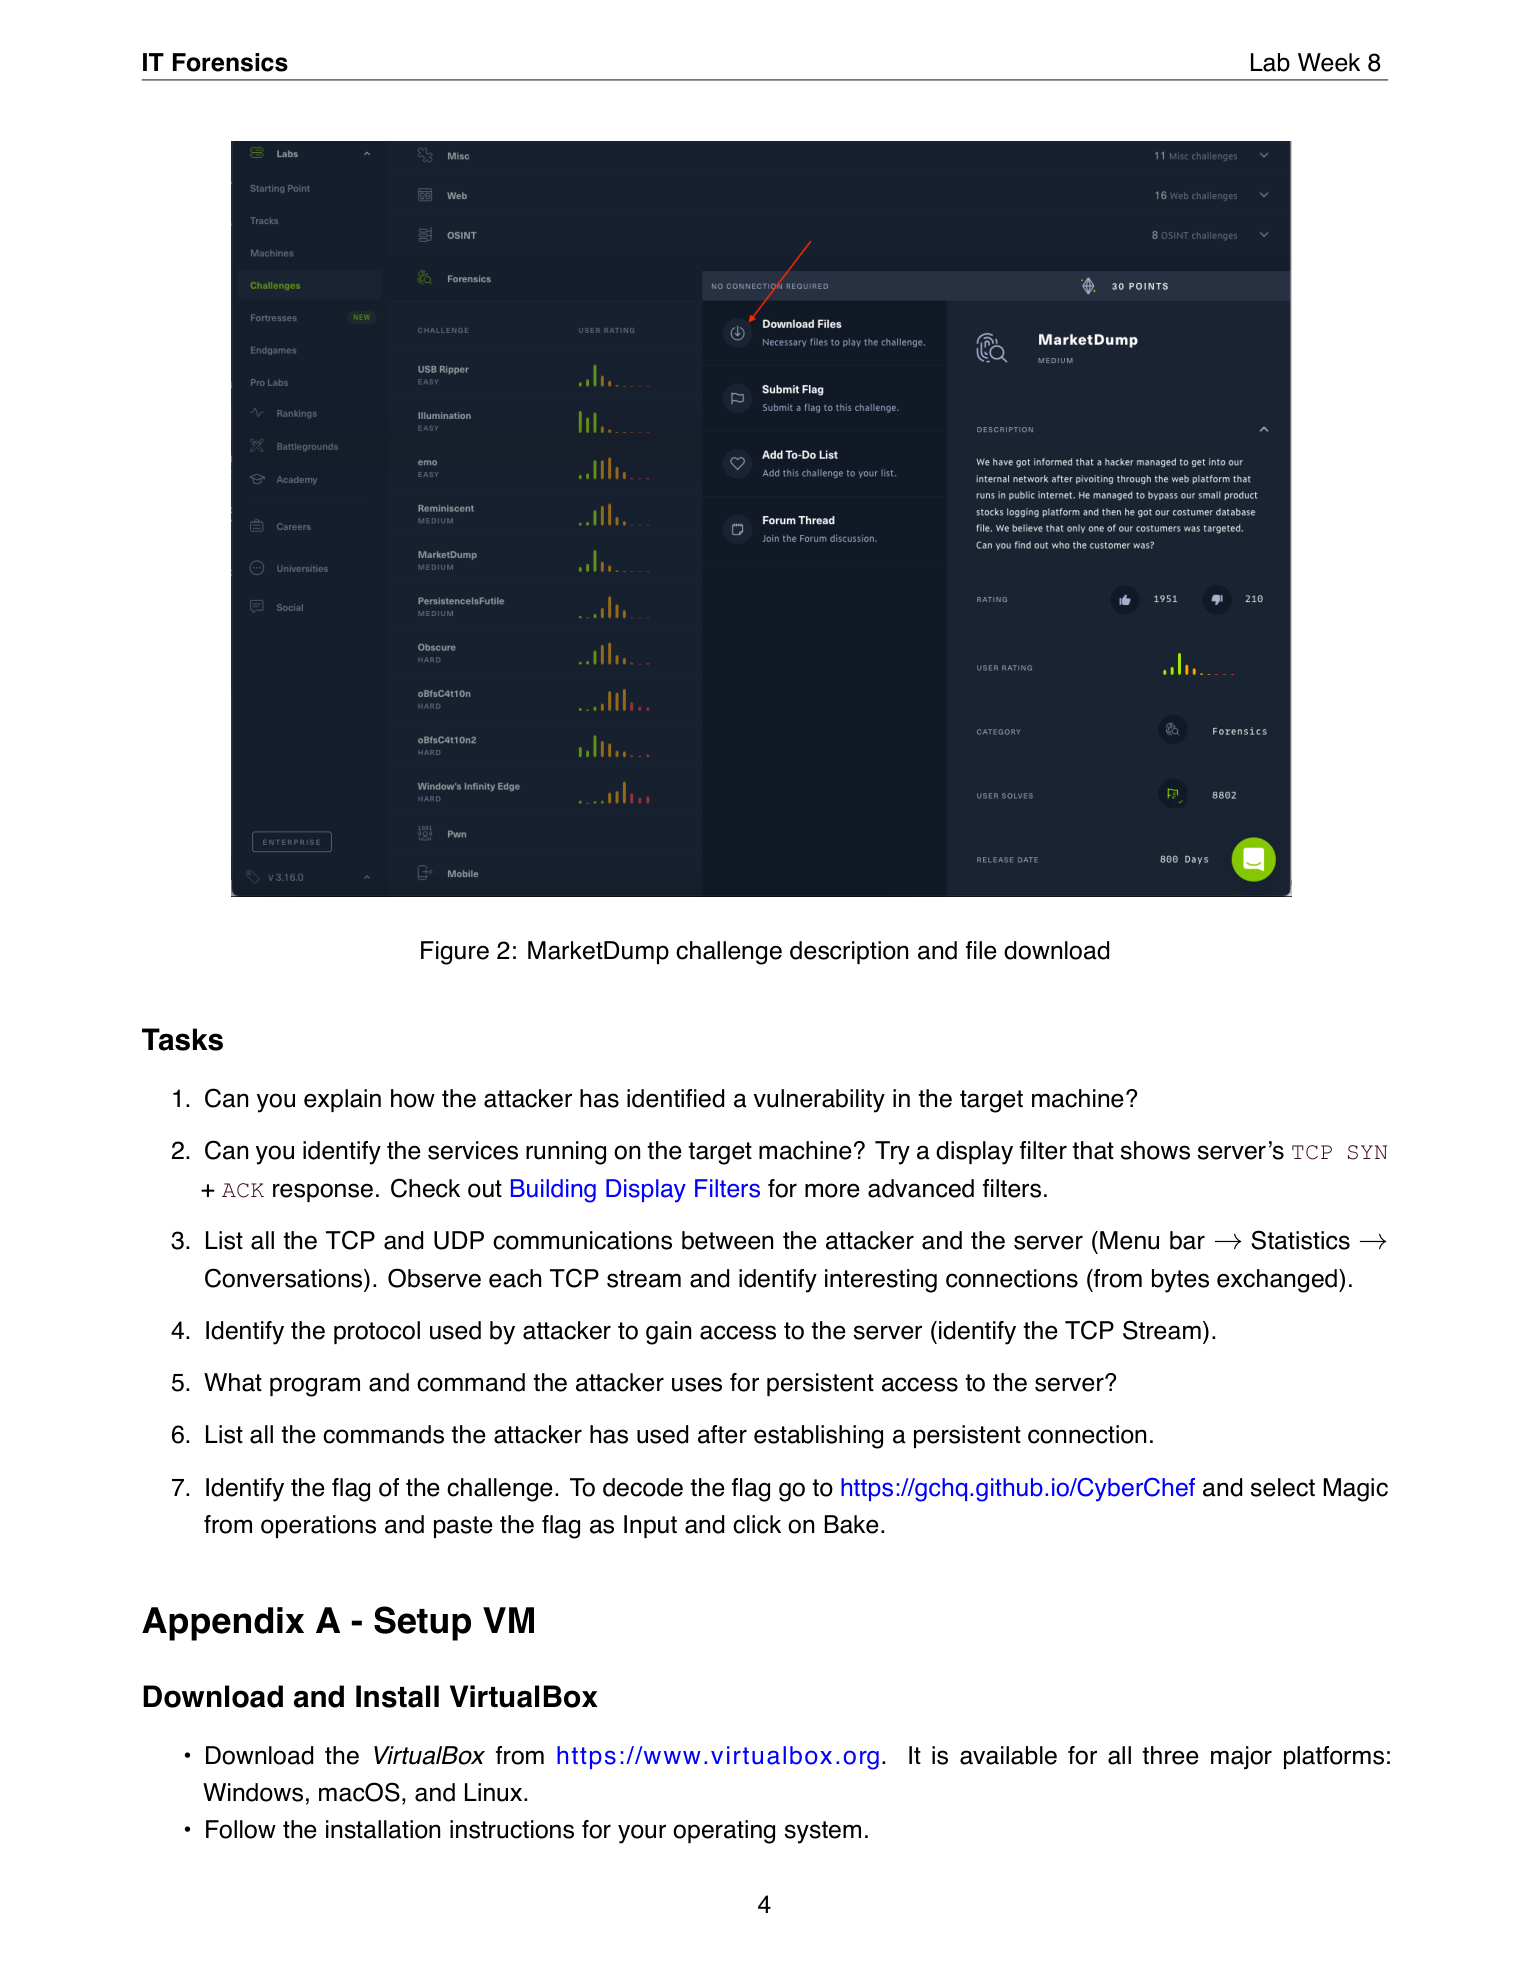 IT Forensics
Lab Week 8
Labs
Starting Point
Tracks
Machines
Challenges
Fortresses NEW
Endgames
Pro Labs
Rankings
Battlegrounds
Academy
Careers
Universities
Social
ENTERPRISE
v 3.16.0
Misc 11 Misc challenges
Web 16 Web challenges
OSINT 8 OSINT challenges
Forensics
CHALLENGE USER RATING
USB Ripper
EASY
Illumination
EASY
emo
EASY
Reminiscent
MEDIUM
MarketDump
MEDIUM
PersistenceIsFutile
MEDIUM
Obscure
HARD
oBfsC4t10n
HARD
oBfsC4t10n2
HARD
Window's Infinity Edge
HARD
Pwn
Mobile
NO CONNECTION REQUIRED
30 POINTS
Download Files
Necessary files to play the challenge.
Submit Flag
Submit a flag to this challenge.
Add To-Do List
Add this challenge to your list.
Forum Thread
Join the Forum discussion.
MarketDump
MEDIUM
DESCRIPTION
We have got informed that a hacker managed to get into our
internal network after pivoiting through the web platform that
runs in public internet. He managed to bypass our small product
stocks logging platform and then he got our costumer database
file. We believe that only one of our costumers was targeted.
Can you find out who the customer was?
RATING 1951 210
USER RATING
CATEGORY Forensics
USER SOLVES 8802
RELEASE DATE 800 Days
Figure 2: MarketDump challenge description and file download
Tasks
1. Can you explain how the attacker has identified a vulnerability in the target machine?
2. Can you identify the services running on the target machine? Try a display filter that shows server's TCP SYN
+ ACK response. Check out Building Display Filters for more advanced filters.
3. List all the TCP and UDP communications between the attacker and the server (Menu bar → Statistics →
Conversations). Observe each TCP stream and identify interesting connections (from bytes exchanged).
4. Identify the protocol used by attacker to gain access to the server (identify the TCP Stream).
5. What program and command the attacker uses for persistent access to the server?
6. List all the commands the attacker has used after establishing a persistent connection.
7. Identify the flag of the challenge. To decode the flag go to https://gchq.github.io/CyberChef and select Magic
from operations and paste the flag as Input and click on Bake.
Appendix A - Setup VM
Download and Install VirtualBox
• Download the VirtualBox from https://www.virtualbox.org. It is available for all three major platforms:
Windows, macOS, and Linux.
• Follow the installation instructions for your operating system.
4